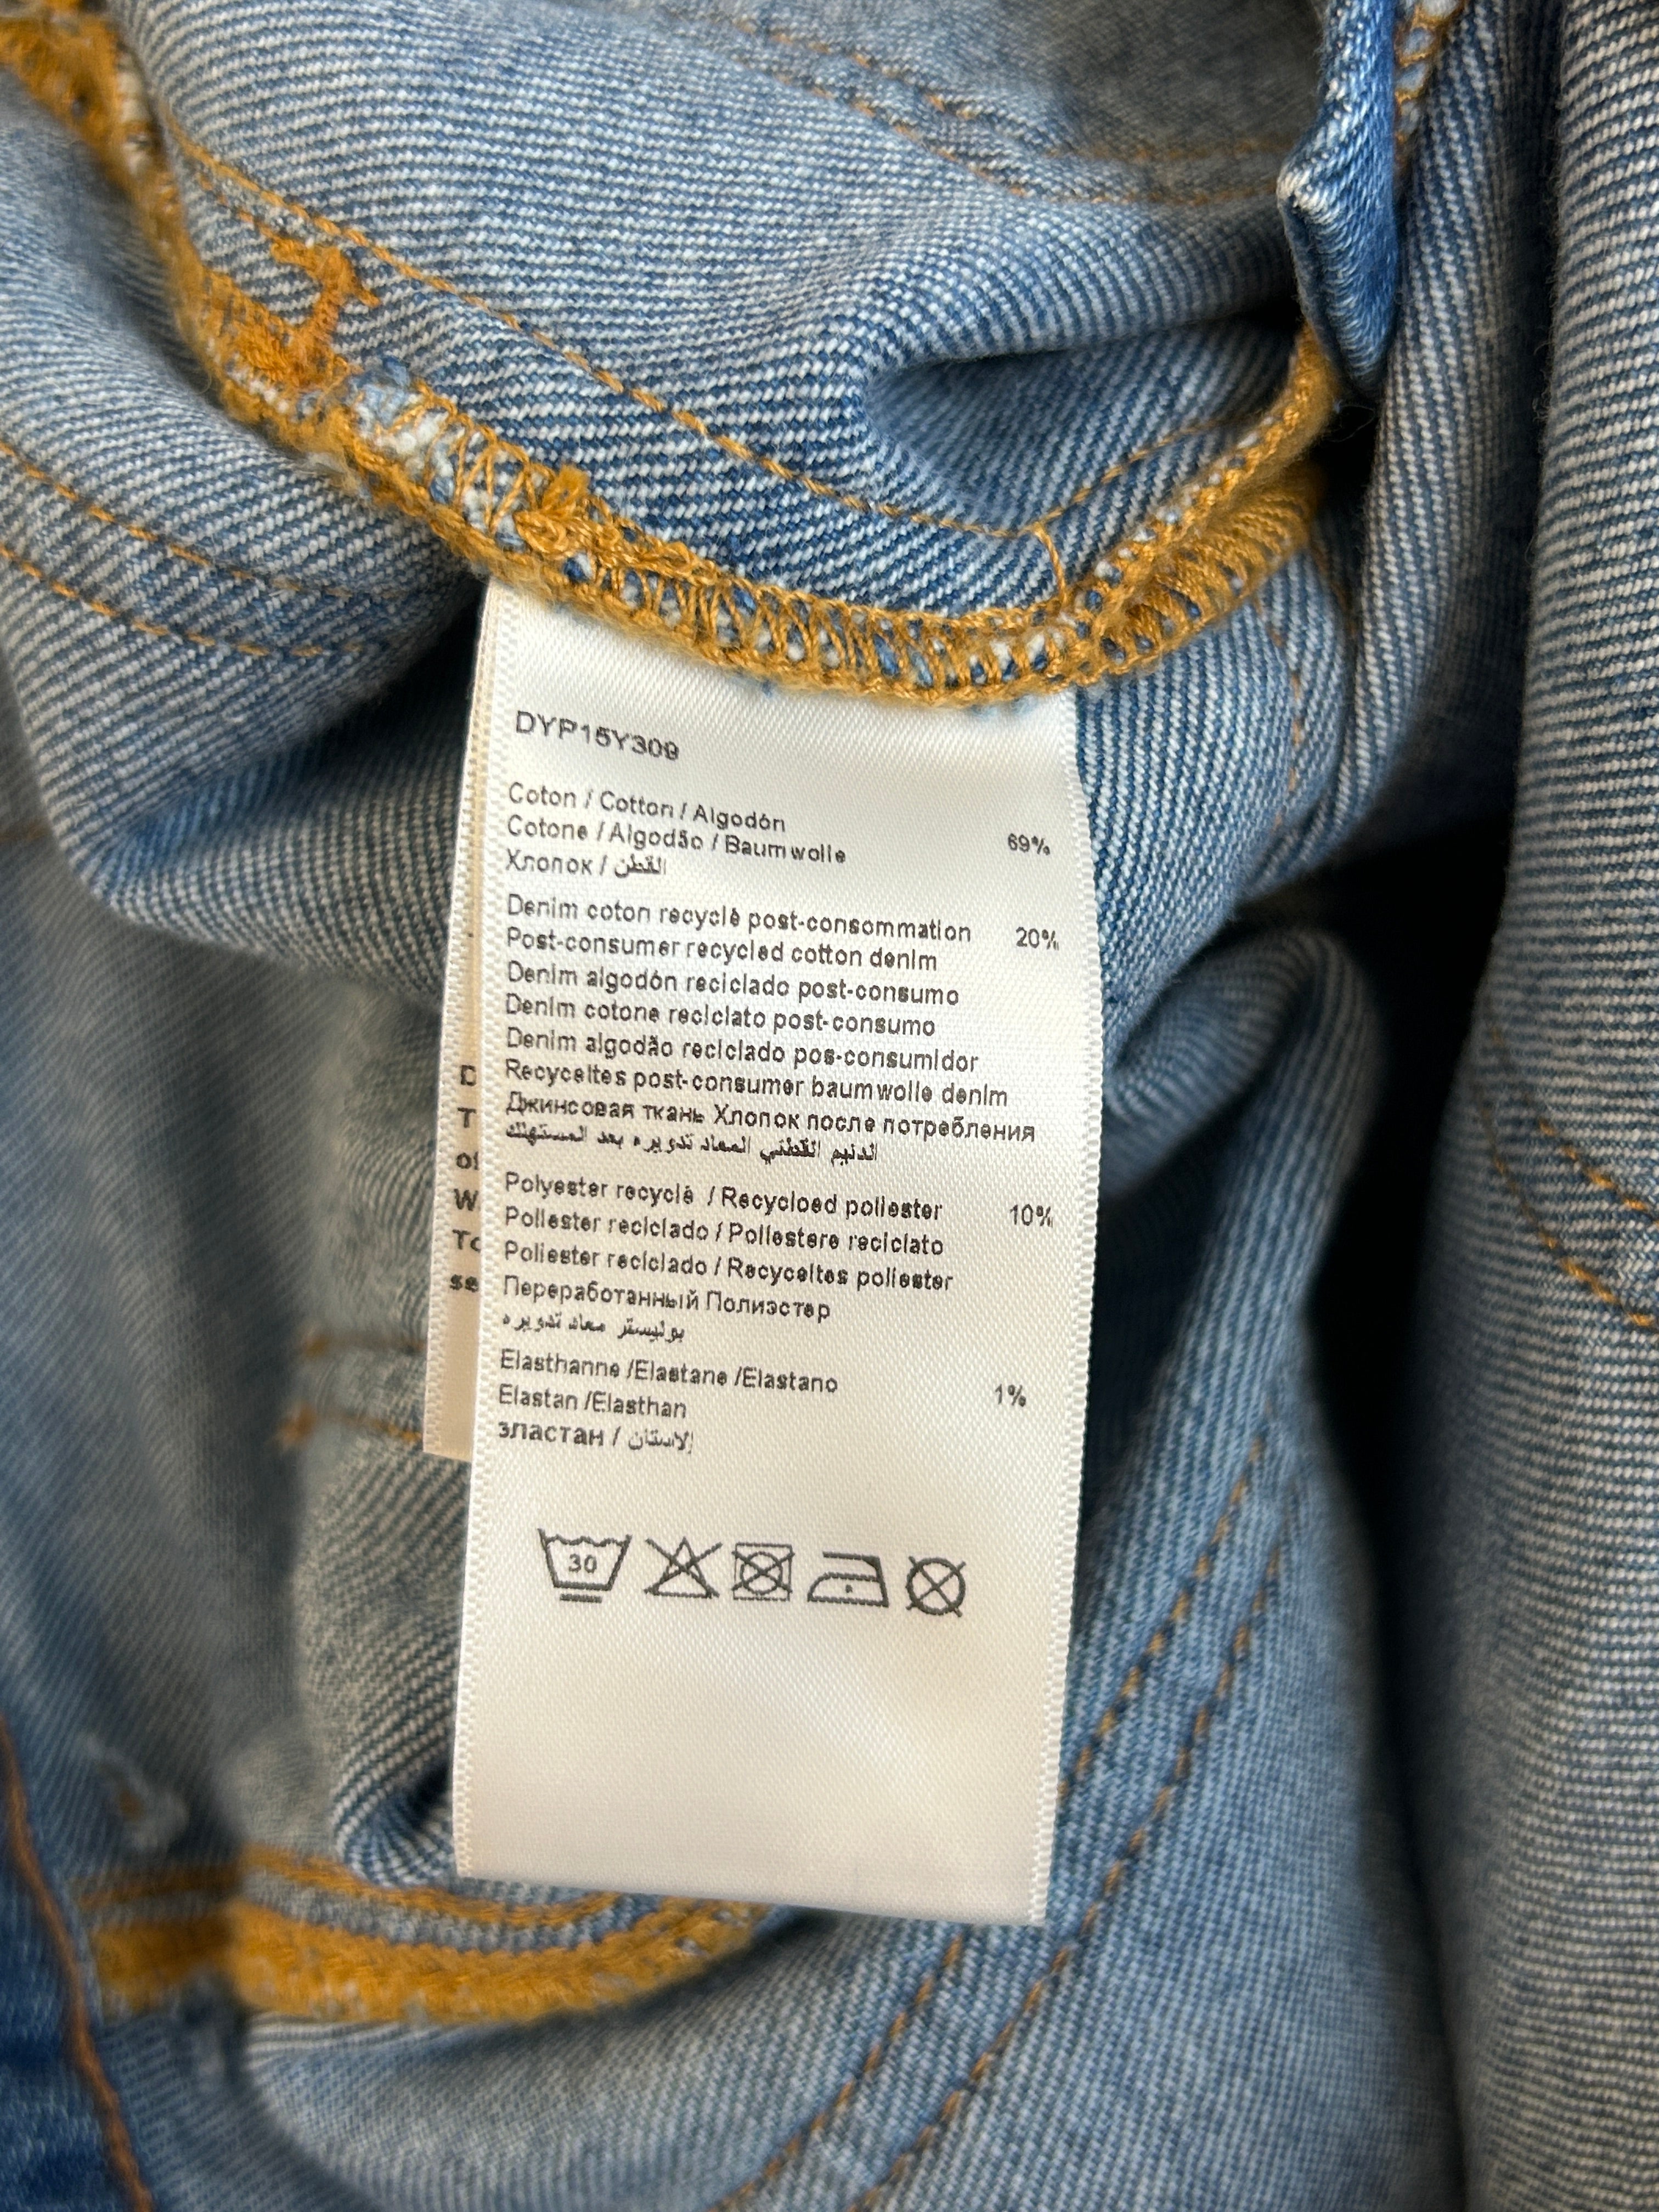 DYP15Y309
Coton / Cotton / Algodón
Cotone / Algodão / Baumwolle 69%
Хлопок / القطن
Denim coton recyclé post-consommation 20%
Post-consumer recycled cotton denim
Denim algodón reciclado post-consumo
Denim cotone reciclato post-consumo
Denim algodão reciclado pos-consumidor
Recyceltes post-consumer baumwolle denim
Джинсовая ткань Хлопок после потребления
الدنيم القطني المعاد تدويره بعد المستهلك
Polyester recyclé / Recycloed poliester 10%
Poliester reciclado / Poliestere reciclato
Poliester reciclado / Recyceltes poliester
Переработанный Полиэстер
بوليستر معاد تدويره
Elasthanne /Elastane /Elastano 1%
Elastan /Elasthan
эластан / إلاستان
30